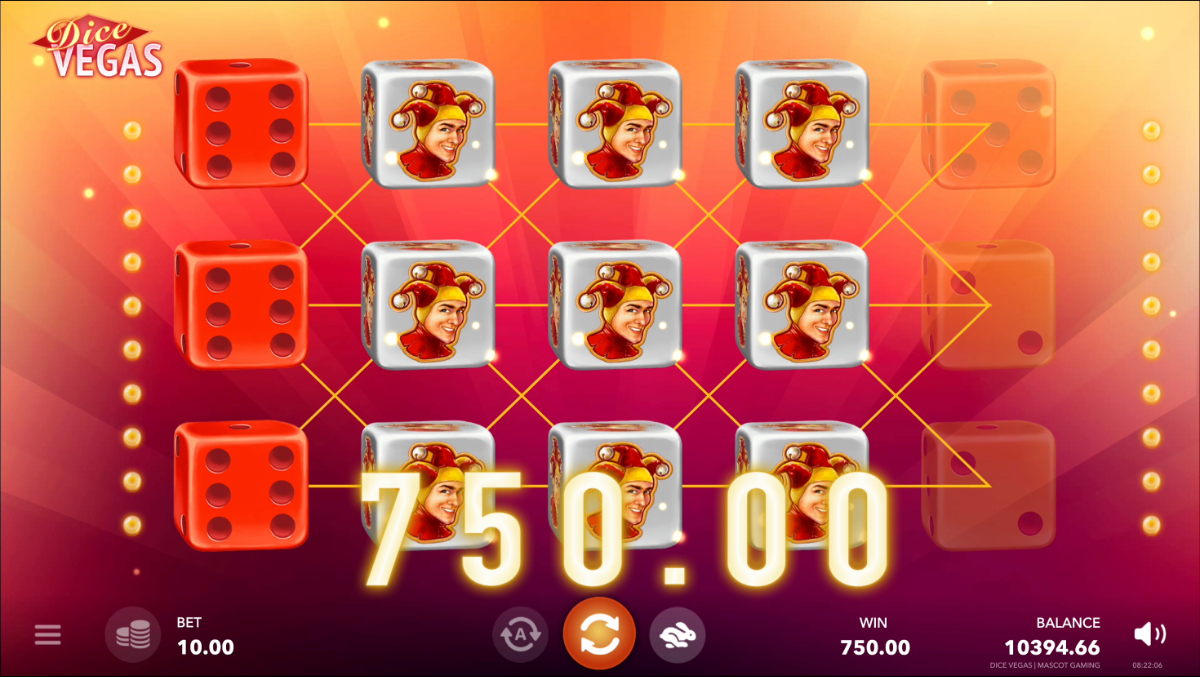 Dice
VEGAS
750.00
BET
10.00
A
WIN
750.00
BALANCE
10394.66
DICE VEGAS | MASCOT GAMING
08:22:06